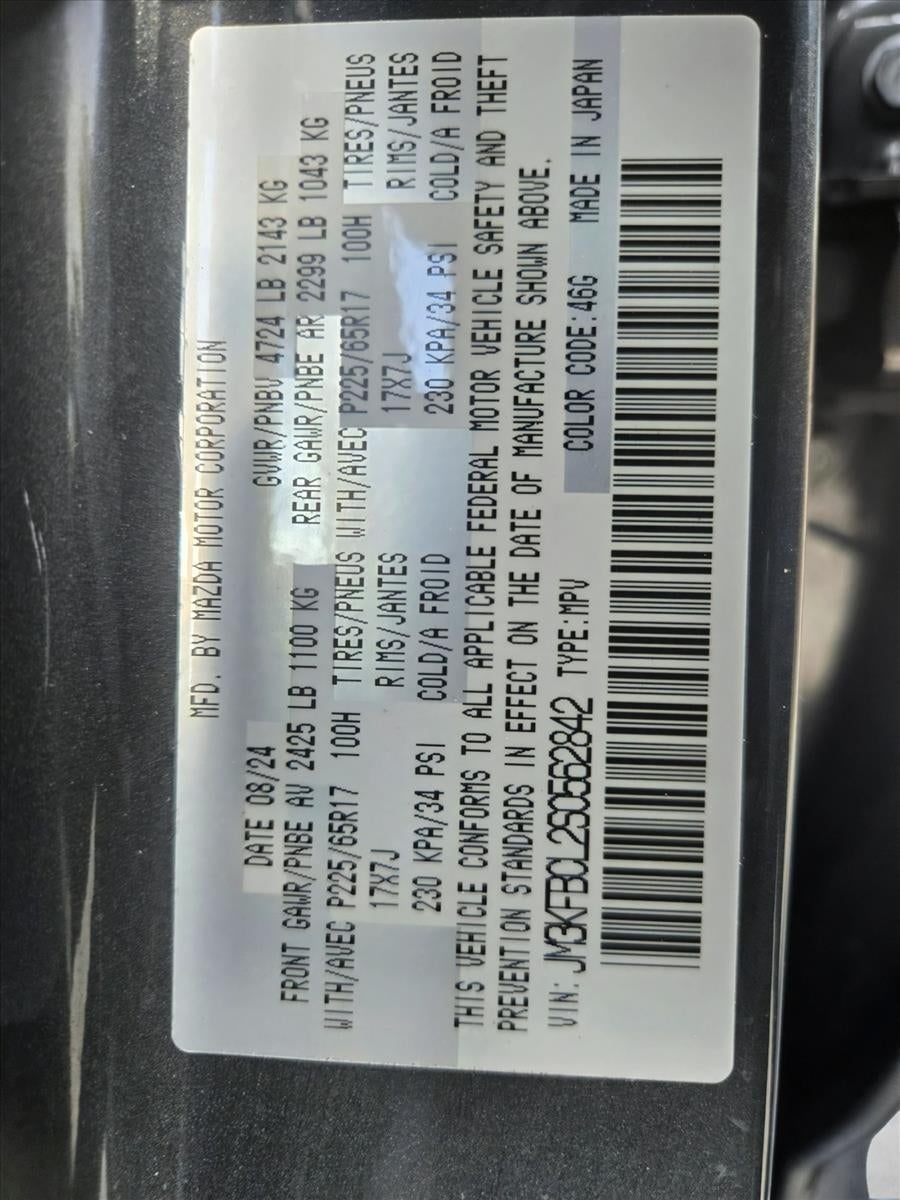 MFD. BY MAZDA MOTOR CORPORATION
DATE 08/24 GVWR/PNBV 4724 LB 2143 KG
FRONT GAWR/PNBE AV 2425 LB 1100 KG REAR GAWR/PNBE AR 2299 LB 1043 KG
WITH/AVEC P225/65R17 100H TIRES/PNEUS WITH/AVEC P225/65R17 100H TIRES/PNEUS
17X7J RIMS/JANTES 17X7J RIMS/JANTES
230 KPA/34 PSI COLD/A FROID 230 KPA/34 PSI COLD/A FROID
THIS VEHICLE CONFORMS TO ALL APPLICABLE FEDERAL MOTOR VEHICLE SAFETY AND THEFT
PREVENTION STANDARDS IN EFFECT ON THE DATE OF MANUFACTURE SHOWN ABOVE.
VIN: JM3KFBCL2S0562842 TYPE:MPV COLOR CODE:46G MADE IN JAPAN